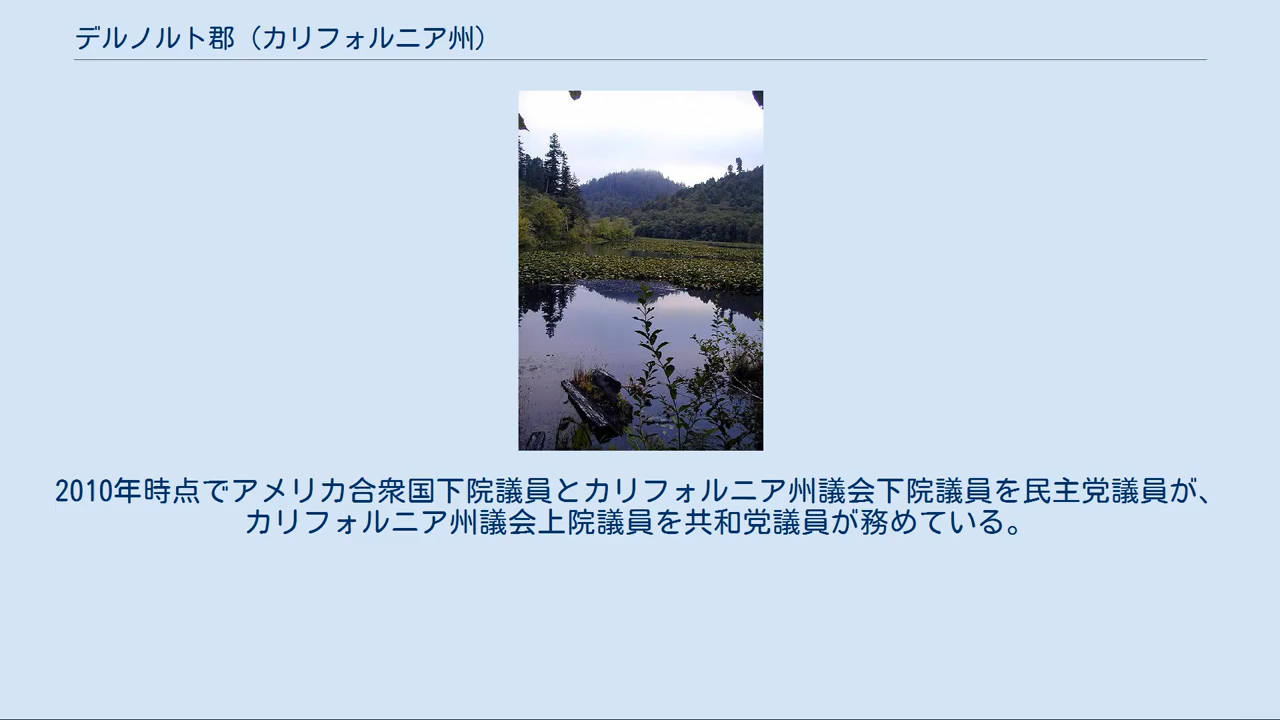 デルノルト郡（カリフォルニア州）
2010年時点でアメリカ合衆国下院議員とカリフォルニア州議会下院議員を民主党議員が、
カリフォルニア州議会上院議員を共和党議員が務めている。